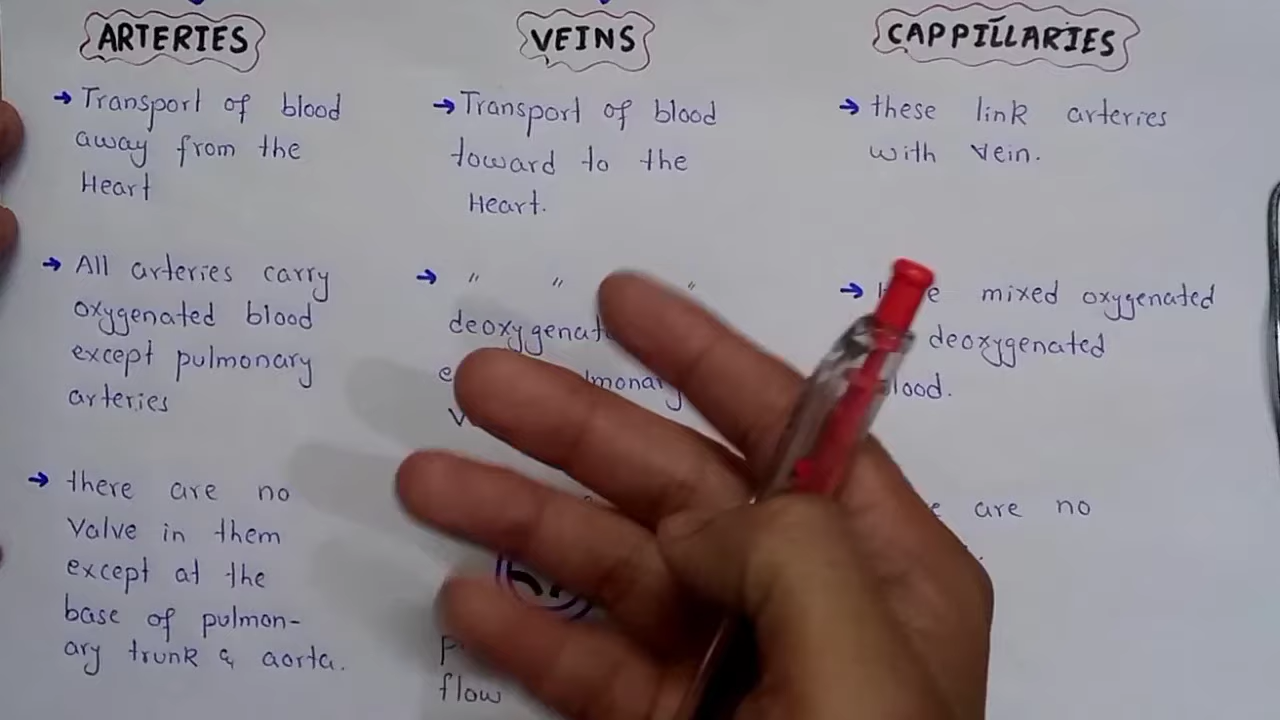 ARTERIES
→ Transport of blood
away from the
Heart
→ All arteries carry
oxygenated blood
except pulmonary
arteries
→ there are no
Valve in them
except at the
base of pulmon-
ary trunk & aorta.
VEINS
→ Transport of blood
toward to the
Heart.
→ " " "
flow
CAPPILLARIES
→ these link arteries
with vein.
→ mixed oxygenated
deoxygenated
are no